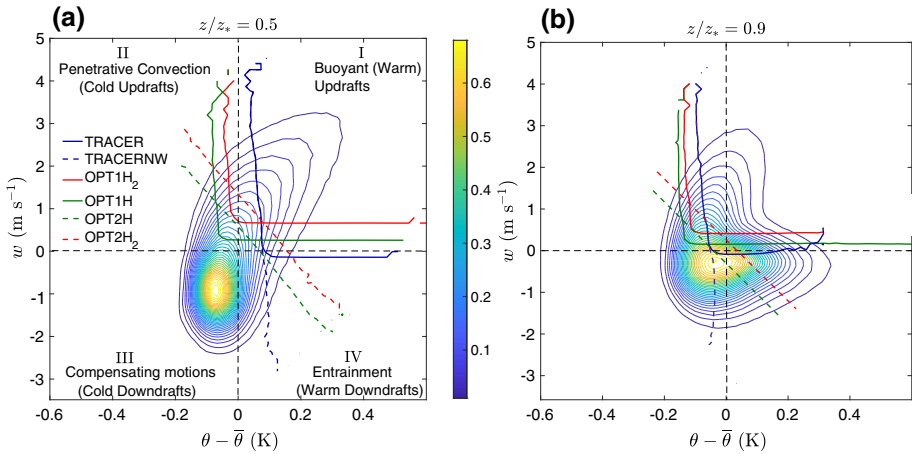 (a)
z/z* = 0.5
II
Penetrative Convection
(Cold Updrafts)
I
Buoyant (Warm)
Updrafts
TRACER
TRACERNW
OPT1H₂
OPT1H
OPT2H
OPT2H₂
III
Compensating motions
(Cold Downdrafts)
IV
Entrainment
(Warm Downdrafts)
5
4
3
2
1
0
-1
-2
-3
w (m s⁻¹)
-0.6
-0.4
-0.2
0
0.2
0.4
θ − θ̅ (K)
0.6
0.5
0.4
0.3
0.2
0.1
(b)
z/z* = 0.9
5
4
3
2
1
0
-1
-2
-3
w (m s⁻¹)
-0.6
-0.4
-0.2
0
0.2
0.4
0.6
θ − θ̅ (K)